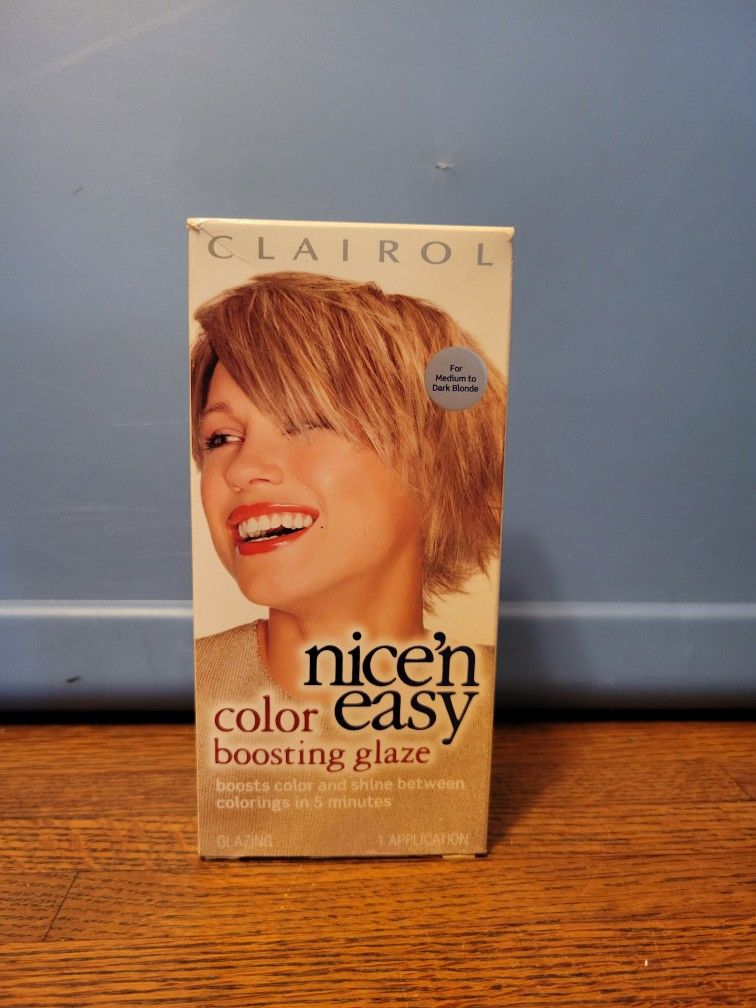 CLAIROL
For
Medium to
Dark Blonde
nice'n
easy
color
boosting glaze
boosts color and shine between
colorings in 5 minutes
GLAZING
1 APPLICATION